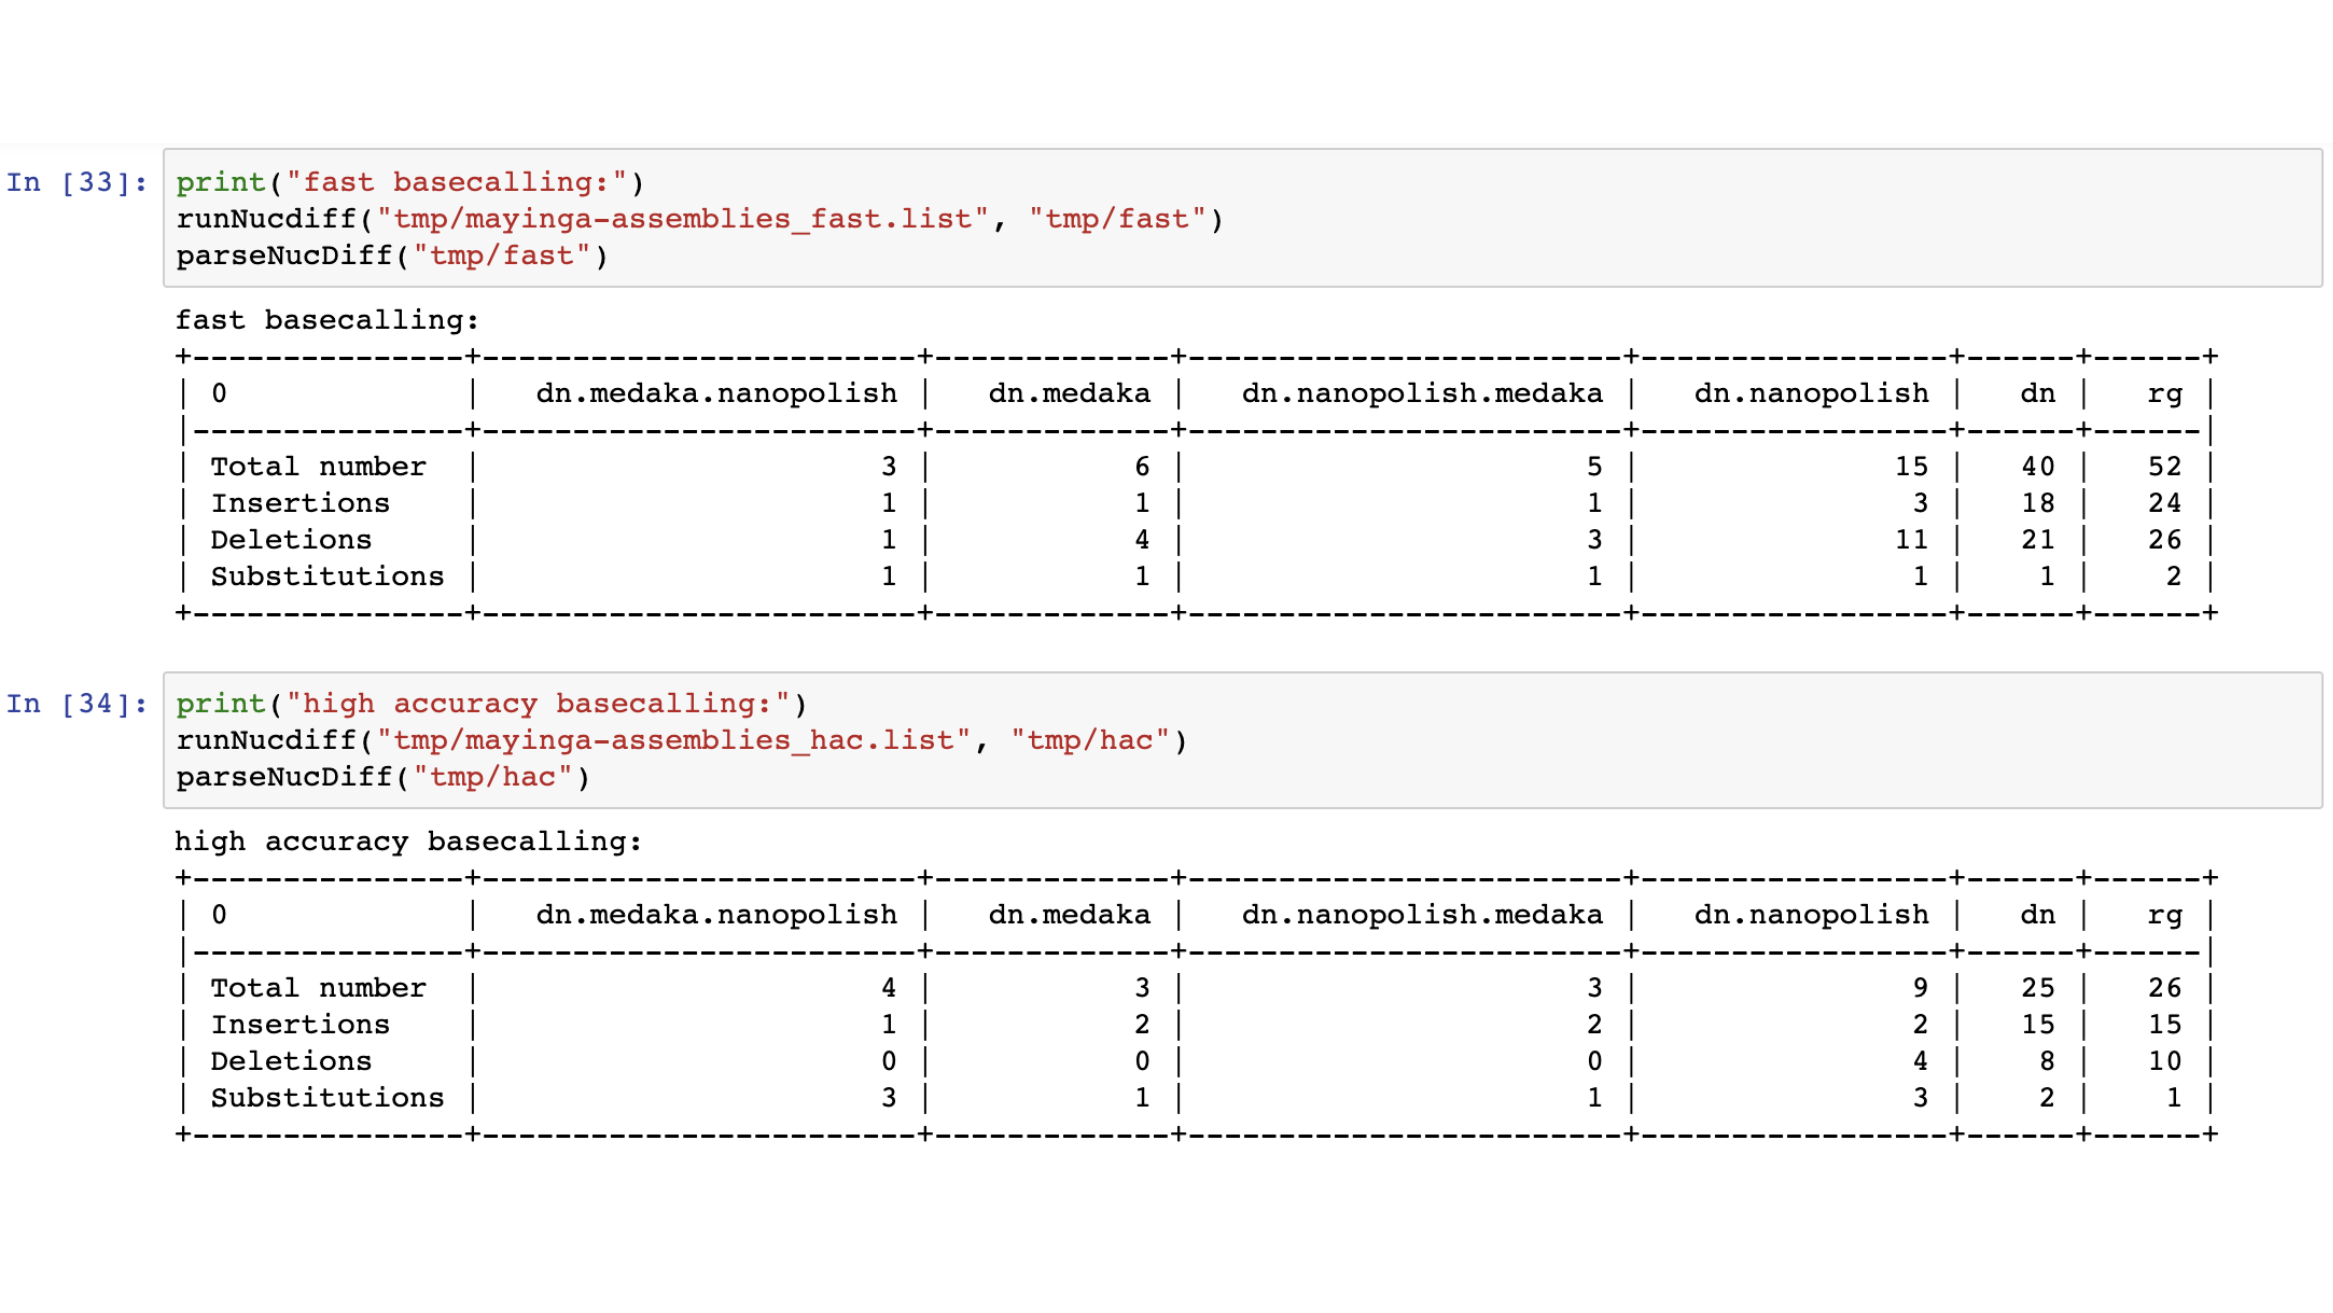 In [33]: print("fast basecalling:")
runNucdiff("tmp/mayinga-assemblies_fast.list", "tmp/fast")
parseNucDiff("tmp/fast")
fast basecalling:
+---------------+------------------------+-------------+------------------------+-----------------+------+------+
| 0             |   dn.medaka.nanopolish |   dn.medaka |   dn.nanopolish.medaka |   dn.nanopolish |   dn |   rg |
|---------------+------------------------+-------------+------------------------+-----------------+------+------|
| Total number  |                      3 |           6 |                      5 |              15 |   40 |   52 |
| Insertions    |                      1 |           1 |                      1 |               3 |   18 |   24 |
| Deletions     |                      1 |           4 |                      3 |              11 |   21 |   26 |
| Substitutions |                      1 |           1 |                      1 |               1 |    1 |    2 |
+---------------+------------------------+-------------+------------------------+-----------------+------+------+
In [34]: print("high accuracy basecalling:")
runNucdiff("tmp/mayinga-assemblies_hac.list", "tmp/hac")
parseNucDiff("tmp/hac")
high accuracy basecalling:
+---------------+------------------------+-------------+------------------------+-----------------+------+------+
| 0             |   dn.medaka.nanopolish |   dn.medaka |   dn.nanopolish.medaka |   dn.nanopolish |   dn |   rg |
|---------------+------------------------+-------------+------------------------+-----------------+------+------|
| Total number  |                      4 |           3 |                      3 |               9 |   25 |   26 |
| Insertions    |                      1 |           2 |                      2 |               2 |   15 |   15 |
| Deletions     |                      0 |           0 |                      0 |               4 |    8 |   10 |
| Substitutions |                      3 |           1 |                      1 |               3 |    2 |    1 |
+---------------+------------------------+-------------+------------------------+-----------------+------+------+